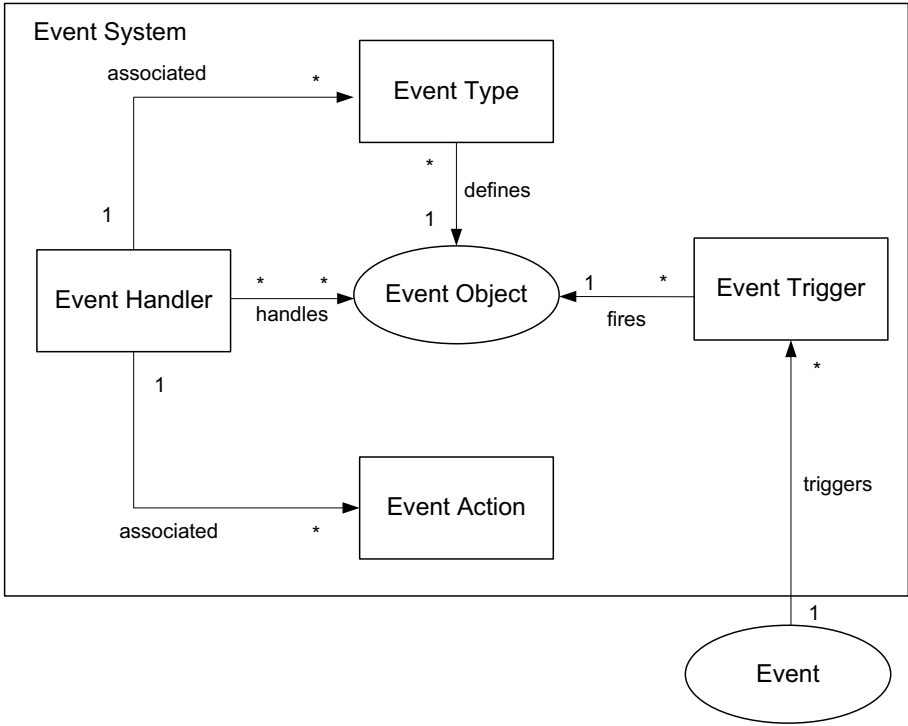 Event System
associated
*
Event Type
*
defines
1
1
Event Handler
* *
handles
Event Object
1 *
fires
Event Trigger
1
*
Event Action
triggers
associated
*
1
Event